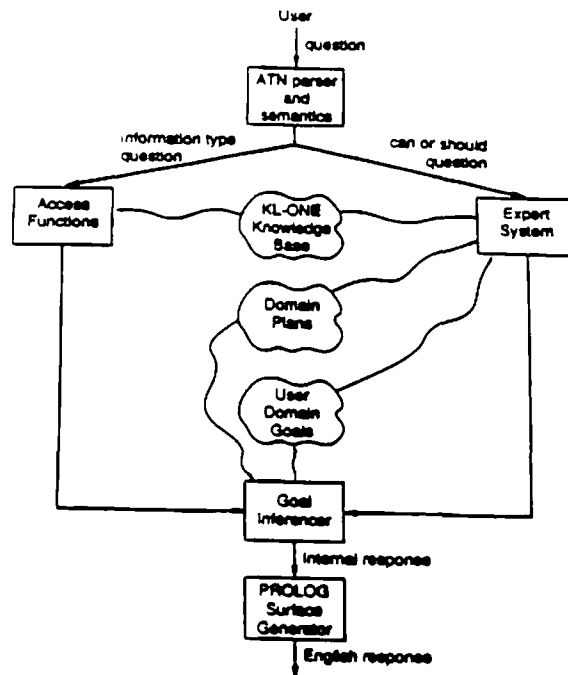 User
question
ATN parser
and
semantics
information type
question
can or should
question
Access
Functions
KL-ONE
Knowledge
Base
Expert
System
Domain
Plans
User
Domain
Goals
Goal
Inferencer
Internal response
PROLOG
Surface
Generator
English response